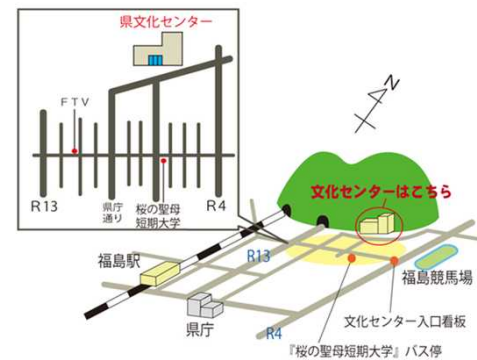 県文化センター
FTV
R13
県庁
通り
桜の聖母
短期大学
R4
N
文化センターはこちら
R13
福島駅
福島競馬場
県庁
R4
文化センター入口看板
『桜の聖母短期大学』バス停